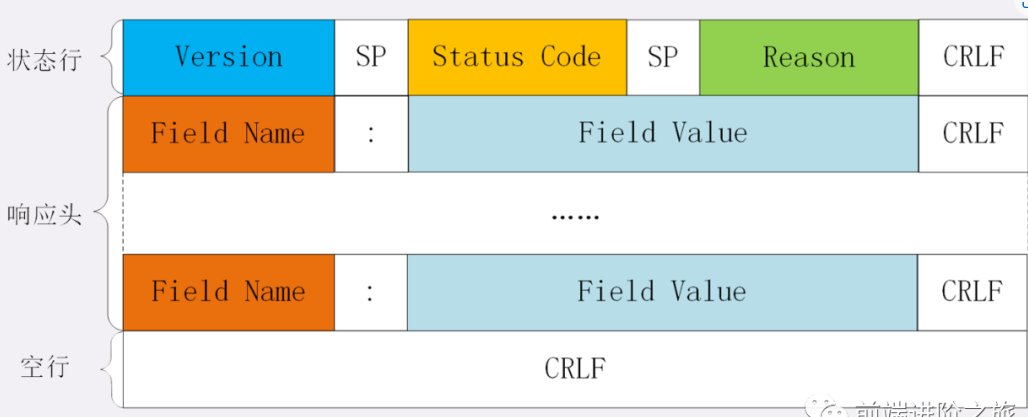 状态行 Version SP Status Code SP Reason CRLF
Field Name : Field Value CRLF
响应头 ......
Field Name : Field Value CRLF
空行 CRLF
前端进阶之旅